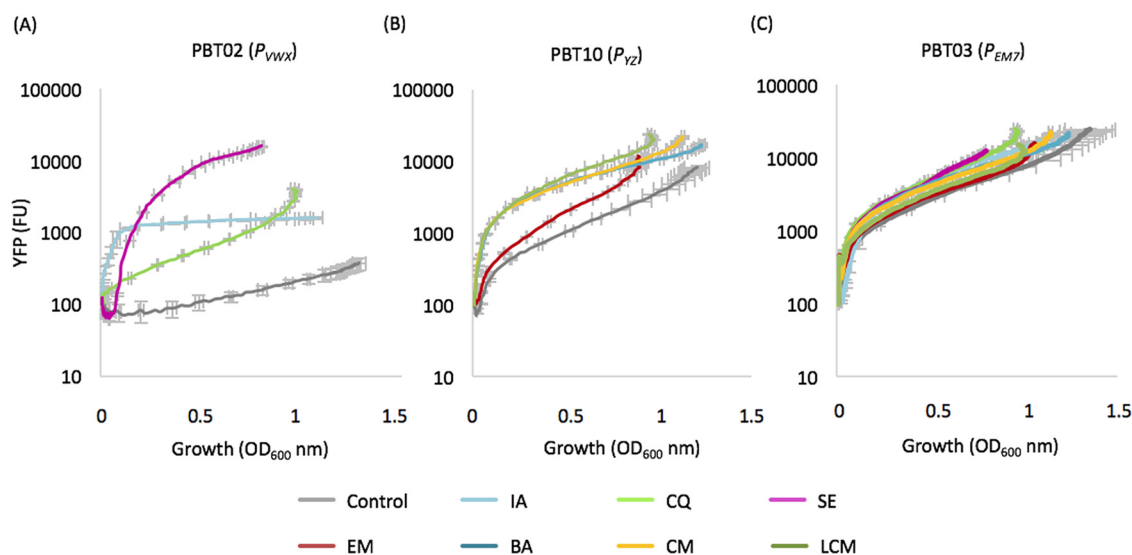 (A)
PBT02 (P_VWX)
YFP (FU)
100000
10000
1000
100
10
0
0.5
1
1.5
Growth (OD600 nm)
(B)
PBT10 (P_YZ)
100000
10000
1000
100
10
0
0.5
1
1.5
Growth (OD600 nm)
(C)
PBT03 (P_EM7)
100000
10000
1000
100
10
0
0.5
1
1.5
Growth (OD600 nm)
Control IA CQ SE
EM BA CM LCM